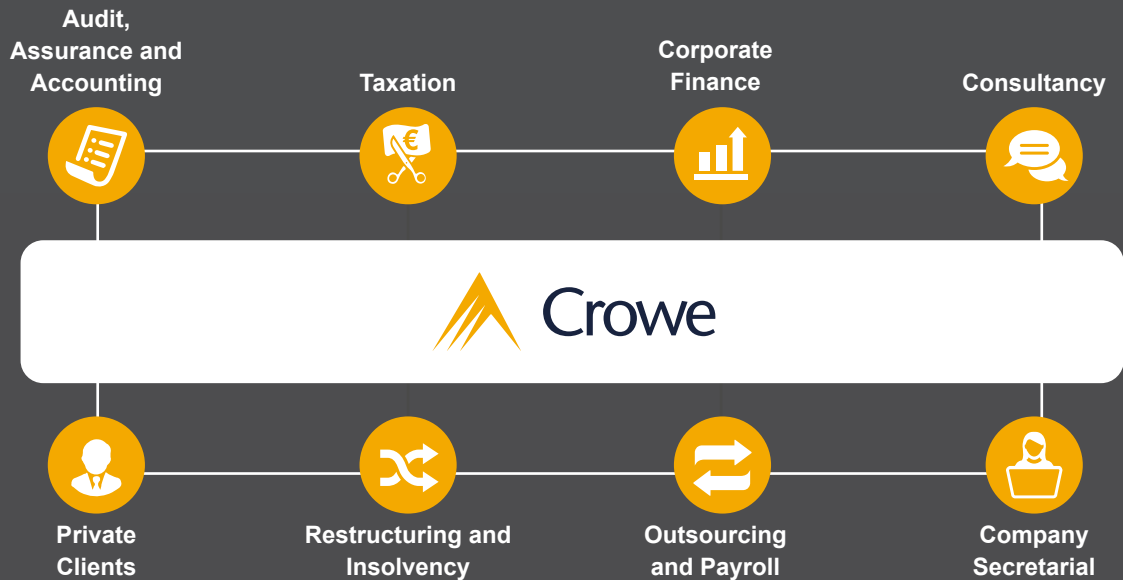 Audit,
Assurance and
Accounting
Taxation
Corporate
Finance
Consultancy
€
Crowe
Private
Clients
Restructuring and
Insolvency
Outsourcing
and Payroll
Company
Secretarial